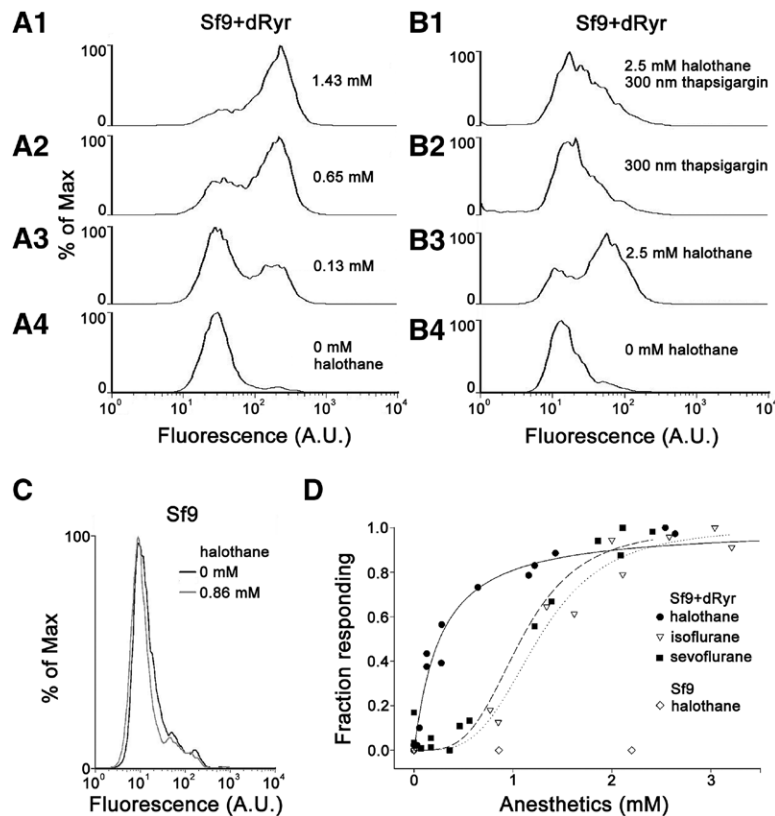 A1
Sf9+dRyr
100
1.43 mM
0
A2
100
0.65 mM
0
A3
100
0.13 mM
0
A4
100
0 mM
halothane
0
% of Max
10⁰ 10¹ 10² 10³ 10⁴
Fluorescence (A.U.)
B1
Sf9+dRyr
100
2.5 mM halothane
300 nm thapsigargin
0
B2
100
300 nm thapsigargin
0
B3
100
2.5 mM halothane
0
B4
100
0 mM halothane
0
10⁰ 10¹ 10² 10³ 10⁴
Fluorescence (A.U.)
C
Sf9
100
halothane
0 mM
0.86 mM
% of Max
0
10⁰ 10¹ 10² 10³ 10⁴
Fluorescence (A.U.)
D
1.0
0.8
0.6
0.4
0.2
0.0
Fraction responding
Sf9+dRyr
halothane
isoflurane
sevoflurane
Sf9
halothane
0 1 2 3
Anesthetics (mM)